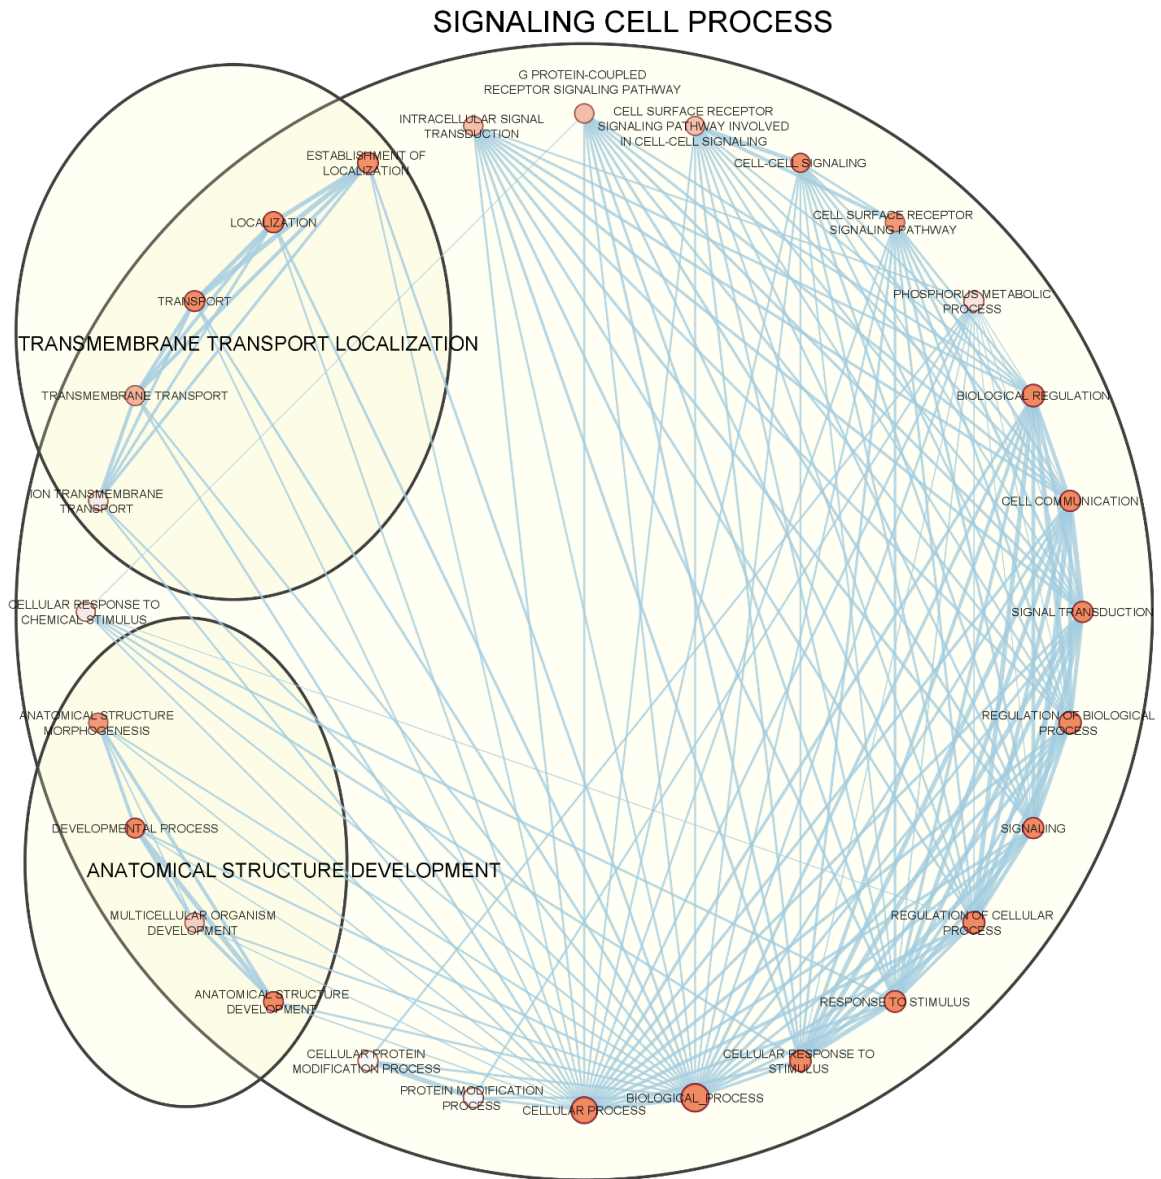 SIGNALING CELL PROCESS
G PROTEIN-COUPLED
RECEPTOR SIGNALING PATHWAY
INTRACELLULAR SIGNAL
TRANSDUCTION
CELL SURFACE RECEPTOR
SIGNALING PATHWAY INVOLVED
IN CELL-CELL SIGNALING
ESTABLISHMENT OF
LOCALIZATION
CELL-CELL SIGNALING
LOCALIZATION
CELL SURFACE RECEPTOR
SIGNALING PATHWAY
TRANSPORT
PHOSPHORUS METABOLIC
PROCESS
TRANSMEMBRANE TRANSPORT LOCALIZATION
TRANSMEMBRANE TRANSPORT
BIOLOGICAL REGULATION
ION TRANSMEMBRANE
TRANSPORT
CELL COMMUNICATION
CELLULAR RESPONSE TO
CHEMICAL STIMULUS
SIGNAL TRANSDUCTION
ANATOMICAL STRUCTURE
MORPHOGENESIS
REGULATION OF BIOLOGICAL
PROCESS
DEVELOPMENTAL PROCESS
SIGNALING
ANATOMICAL STRUCTURE DEVELOPMENT
MULTICELLULAR ORGANISM
DEVELOPMENT
REGULATION OF CELLULAR
PROCESS
ANATOMICAL STRUCTURE
DEVELOPMENT
RESPONSE TO STIMULUS
CELLULAR PROTEIN
MODIFICATION PROCESS
CELLULAR RESPONSE TO
STIMULUS
PROTEIN MODIFICATION
PROCESS
CELLULAR PROCESS
BIOLOGICAL_PROCESS